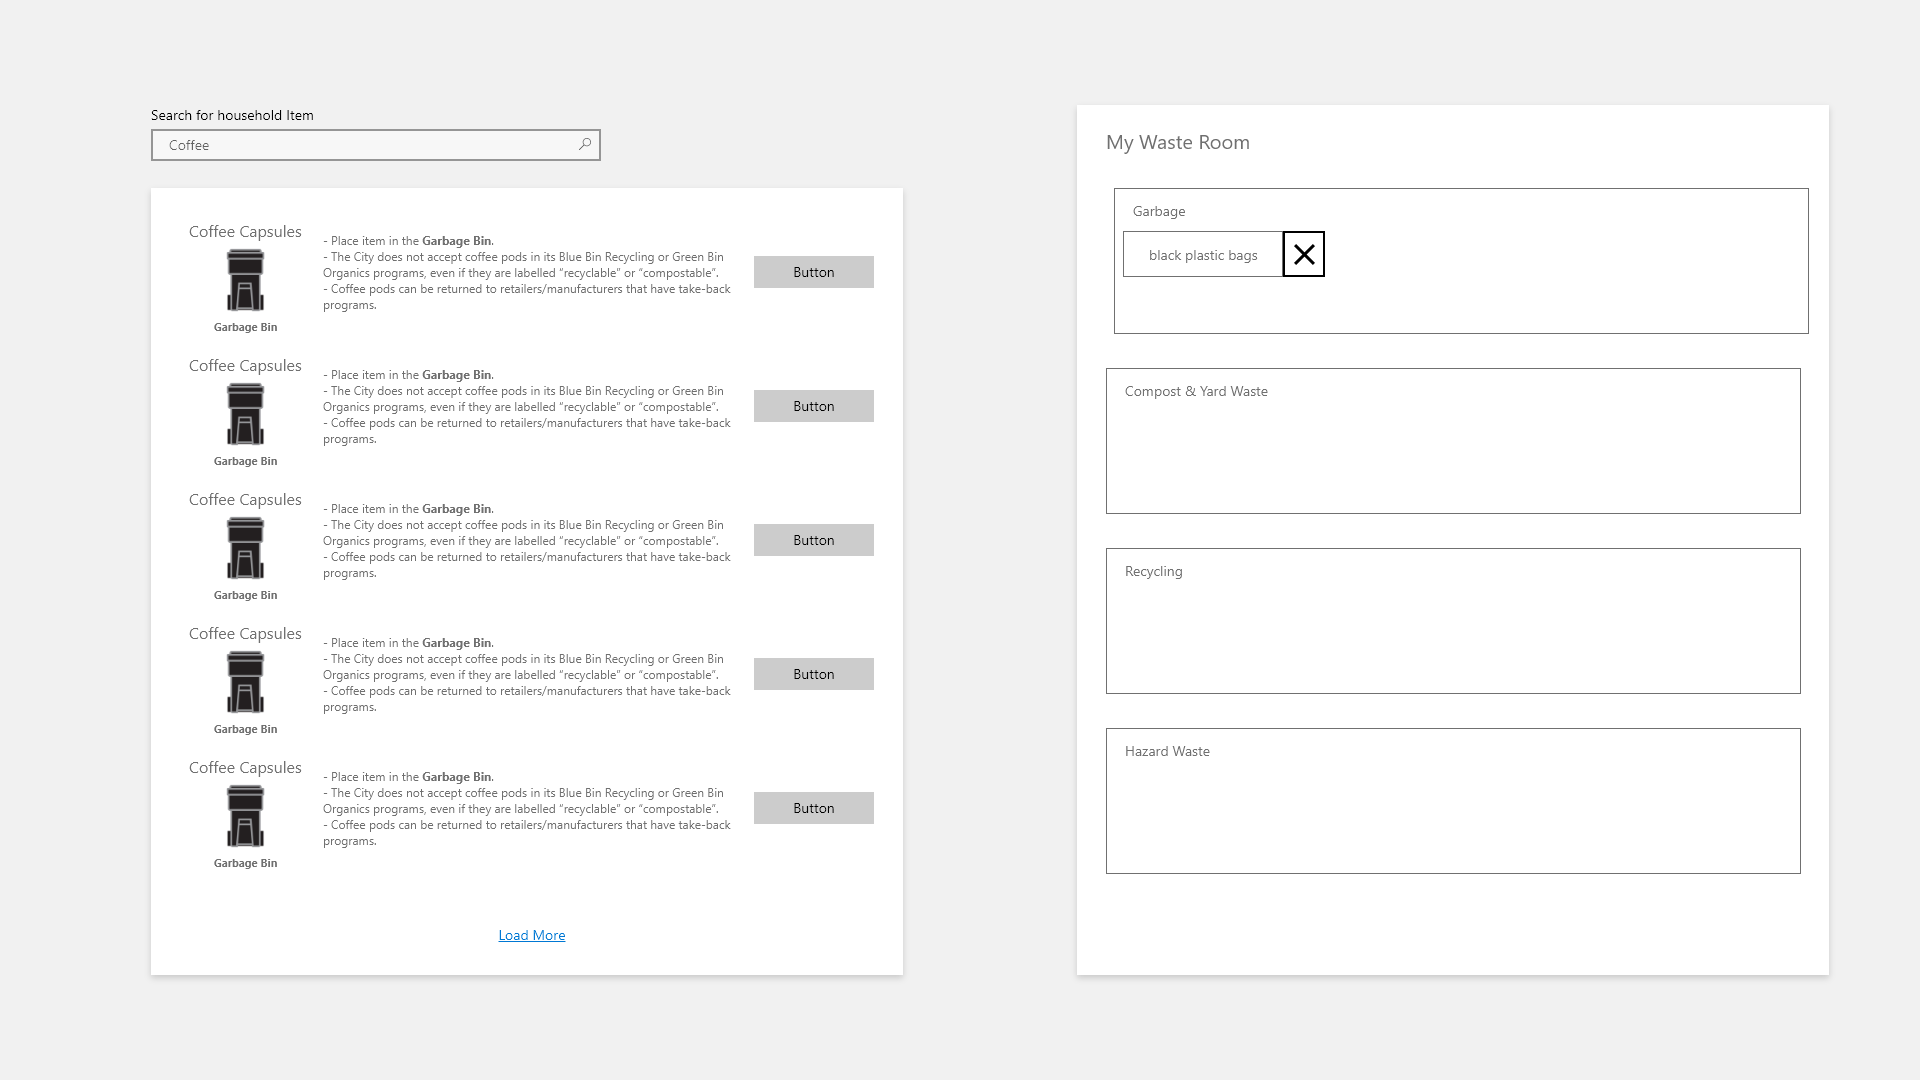 Search for household Item
Coffee
Coffee Capsules
- Place item in the Garbage Bin.
- The City does not accept coffee pods in its Blue Bin Recycling or Green Bin
Organics programs, even if they are labelled “recyclable” or “compostable”.
- Coffee pods can be returned to retailers/manufacturers that have take-back
programs.
Garbage Bin
Button
Coffee Capsules
- Place item in the Garbage Bin.
- The City does not accept coffee pods in its Blue Bin Recycling or Green Bin
Organics programs, even if they are labelled “recyclable” or “compostable”.
- Coffee pods can be returned to retailers/manufacturers that have take-back
programs.
Garbage Bin
Button
Coffee Capsules
- Place item in the Garbage Bin.
- The City does not accept coffee pods in its Blue Bin Recycling or Green Bin
Organics programs, even if they are labelled “recyclable” or “compostable”.
- Coffee pods can be returned to retailers/manufacturers that have take-back
programs.
Garbage Bin
Button
Coffee Capsules
- Place item in the Garbage Bin.
- The City does not accept coffee pods in its Blue Bin Recycling or Green Bin
Organics programs, even if they are labelled “recyclable” or “compostable”.
- Coffee pods can be returned to retailers/manufacturers that have take-back
programs.
Garbage Bin
Button
Coffee Capsules
- Place item in the Garbage Bin.
- The City does not accept coffee pods in its Blue Bin Recycling or Green Bin
Organics programs, even if they are labelled “recyclable” or “compostable”.
- Coffee pods can be returned to retailers/manufacturers that have take-back
programs.
Garbage Bin
Button
Load More
My Waste Room
Garbage
black plastic bags
Compost & Yard Waste
Recycling
Hazard Waste